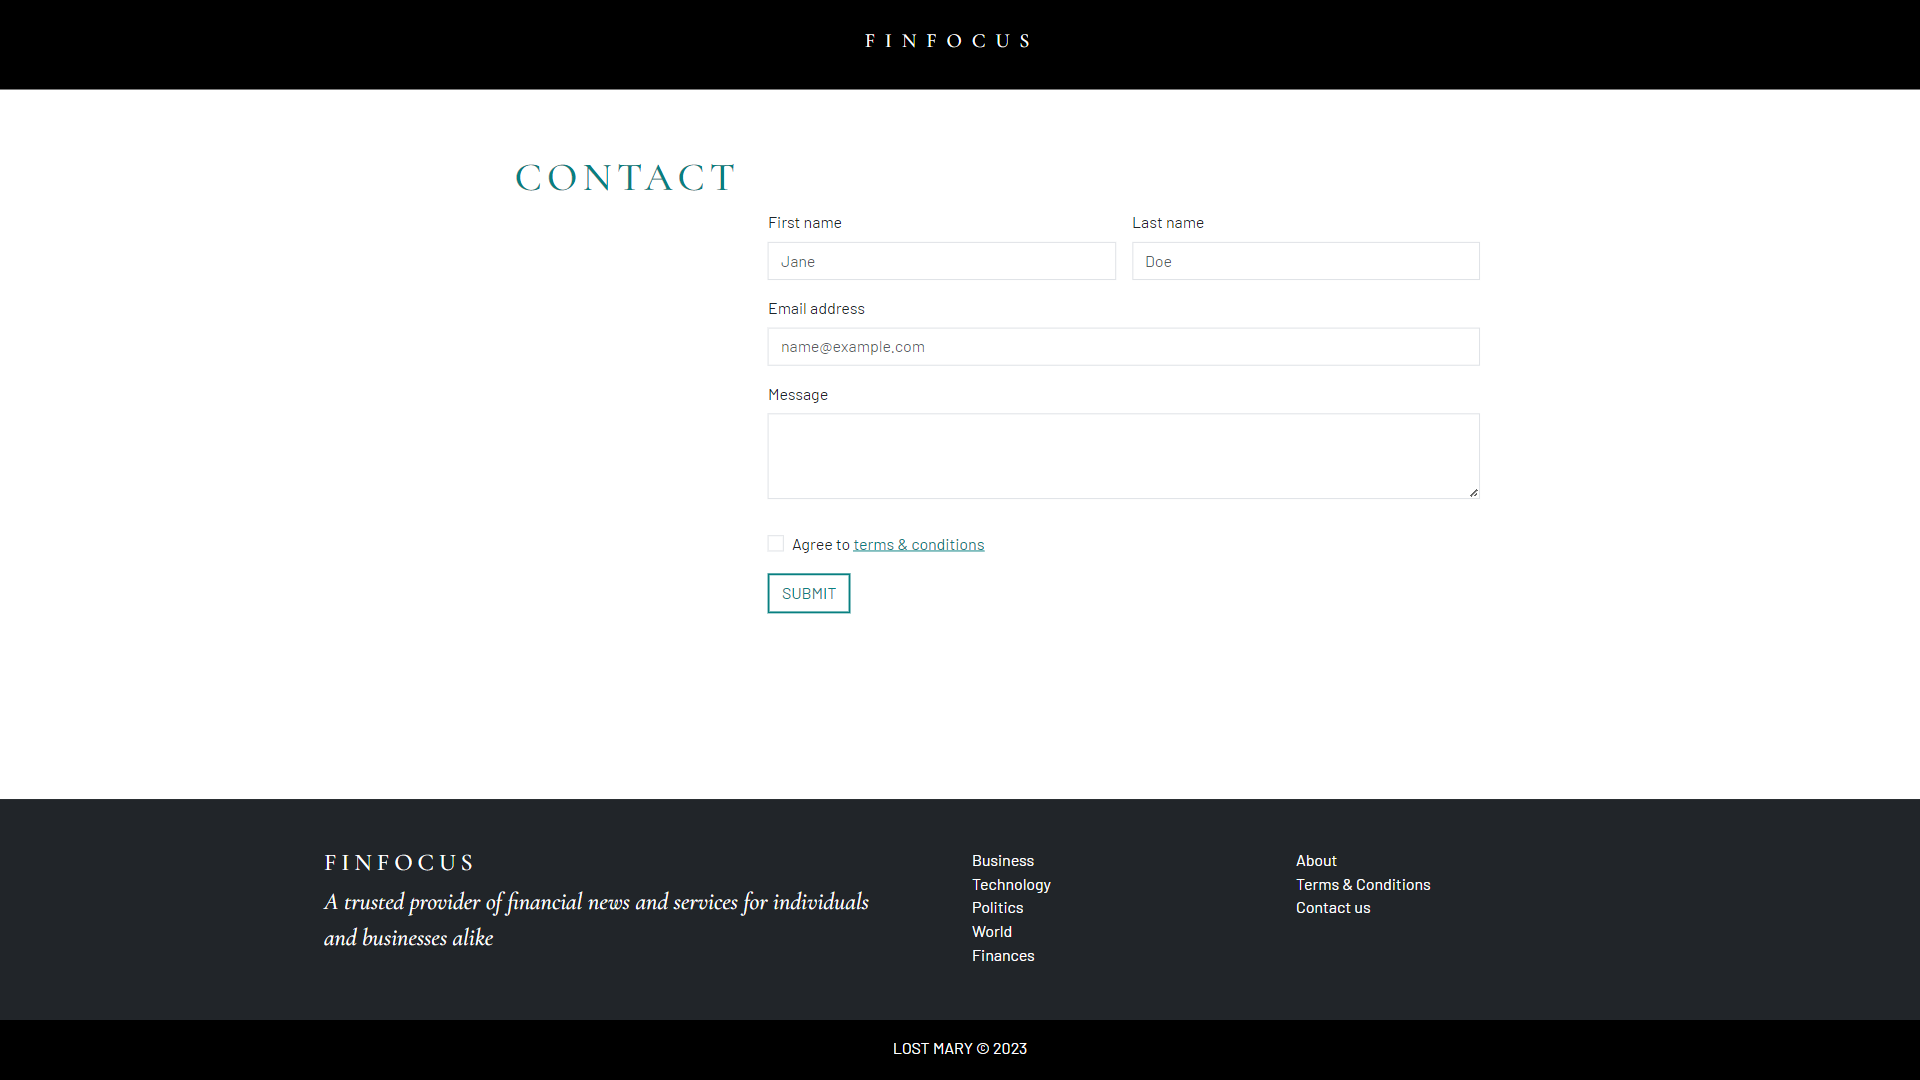 FINFOCUS
CONTACT
First name
Last name
Jane
Doe
Email address
name@example.com
Message
Agree to terms & conditions
SUBMIT
FINFOCUS
A trusted provider of financial news and services for individuals
and businesses alike
Business
Technology
Politics
World
Finances
About
Terms & Conditions
Contact us
LOST MARY © 2023